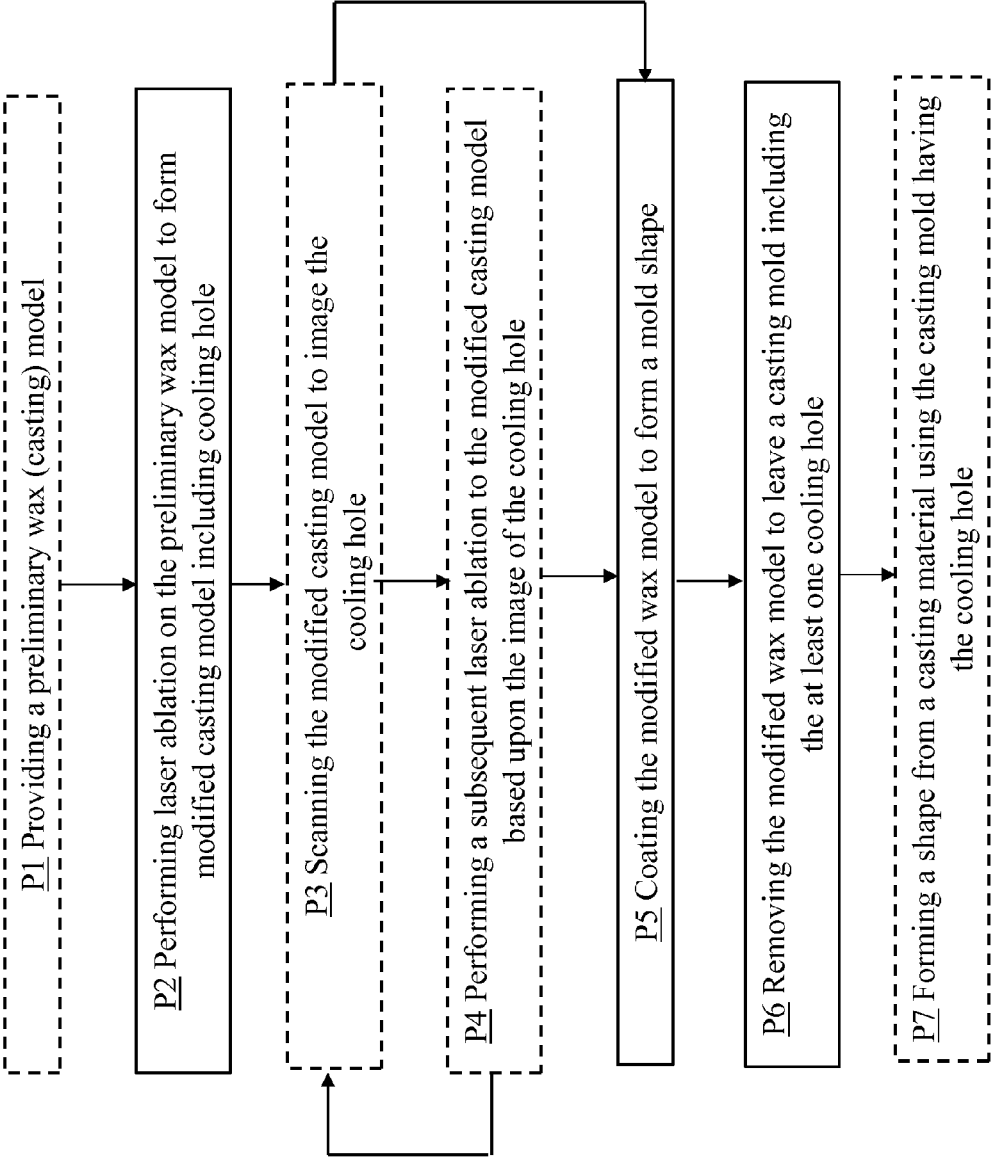 P1 Providing a preliminary wax (casting) model
P2 Performing laser ablation on the preliminary wax model to form
modified casting model including cooling hole
P3 Scanning the modified casting model to image the
cooling hole
P4 Performing a subsequent laser ablation to the modified casting model
based upon the image of the cooling hole
P5 Coating the modified wax model to form a mold shape
P6 Removing the modified wax model to leave a casting mold including
the at least one cooling hole
P7 Forming a shape from a casting material using the casting mold having
the cooling hole